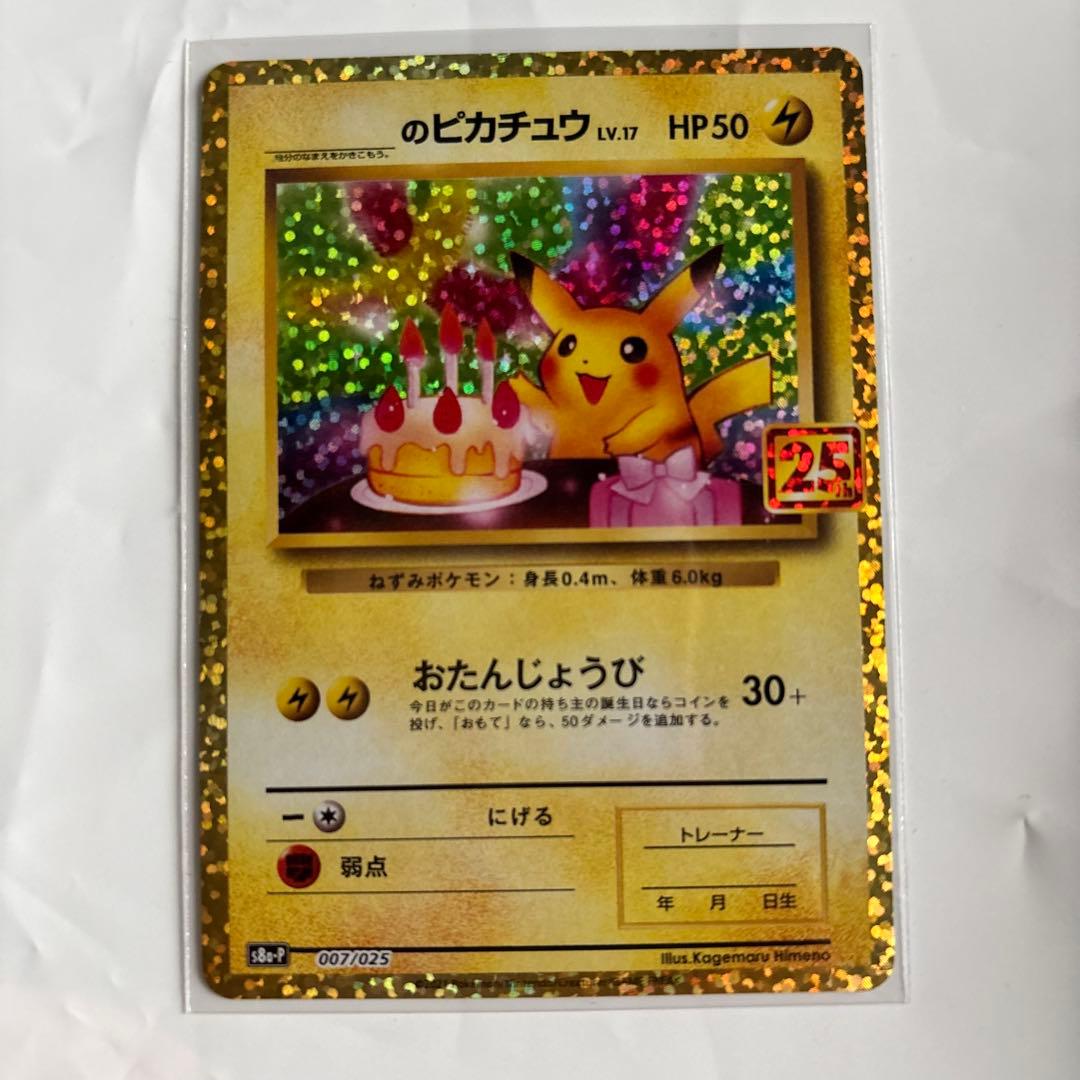 のピカチュウ LV.17 HP50
自分のなまえをかきこもう。
25th
ねずみポケモン：身長0.4m、体重6.0kg
おたんじょうび 30+
今日がこのカードの持ち主の誕生日ならコインを
投げ、「おもて」なら、50ダメージを追加する。
ー にげる
弱点
トレーナー
年 月 日生
s8a-P 007/025
Illus.Kagemaru Himeno